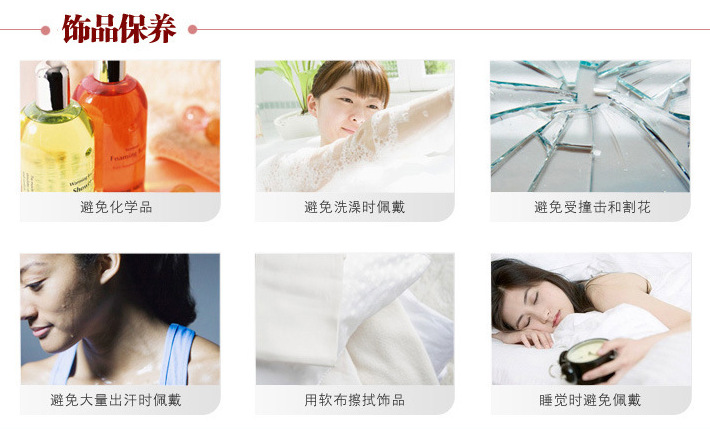 饰品保养
避免化学品
避免洗澡时佩戴
避免受撞击和割花
避免大量出汗时佩戴
用软布擦拭饰品
睡觉时避免佩戴